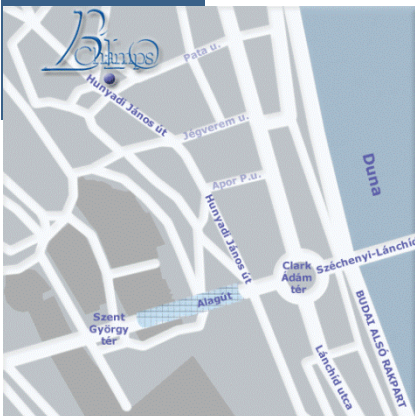 Pata u.
Hunyadi János út
Jégverem u.
Duna
Apor P.u.
Hunyadi János út
Széchenyi-Lánchíd
Clark
Ádám
tér
Alagút
Szent
György
tér
BUDAI ALSÓ RAKPART
Lánchíd utca